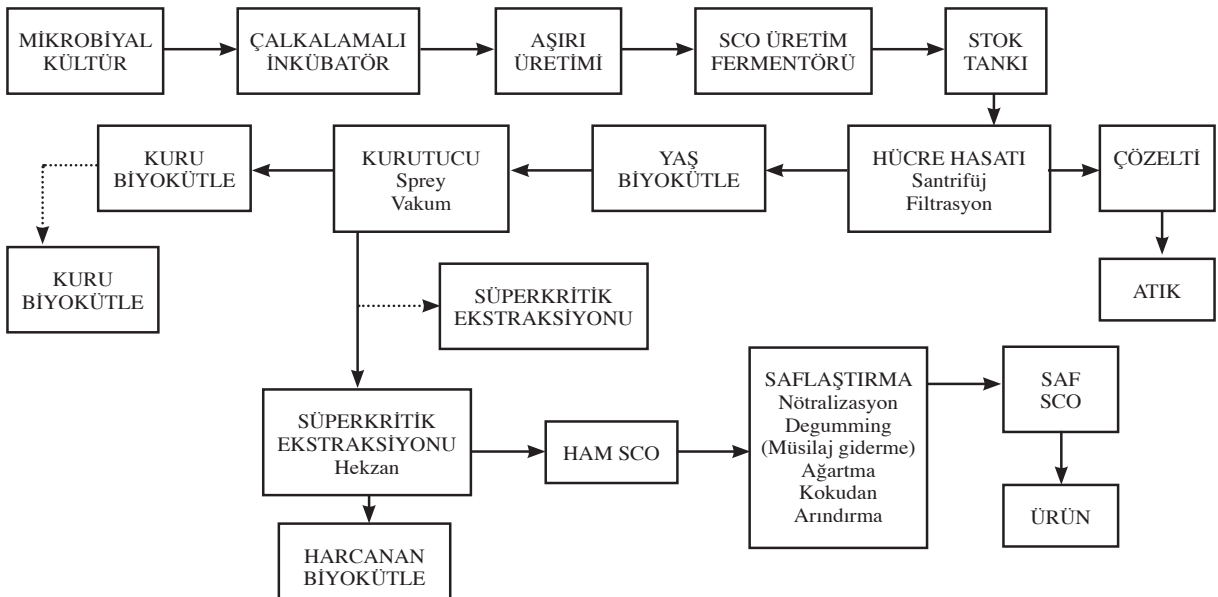 MİKROBİYAL
KÜLTÜR
ÇALKALAMALI
İNKÜBATÖR
AŞIRI
ÜRETİMİ
SCO ÜRETİM
FERMENTÖRÜ
STOK
TANKI
KURU
BİYOKÜTLE
KURUTUCU
Sprey
Vakum
YAŞ
BİYOKÜTLE
HÜCRE HASATI
Santrifüj
Filtrasyon
ÇÖZELTİ
KURU
BİYOKÜTLE
SÜPERKRİTİK
EKSTRAKSİYONU
ATIK
SÜPERKRİTİK
EKSTRAKSİYONU
Hekzan
HAM SCO
SAFLAŞTIRMA
Nötralizasyon
Degumming
(Müsilaj giderme)
Ağartma
Kokudan
Arındırma
SAF
SCO
ÜRÜN
HARCANAN
BİYOKÜTLE